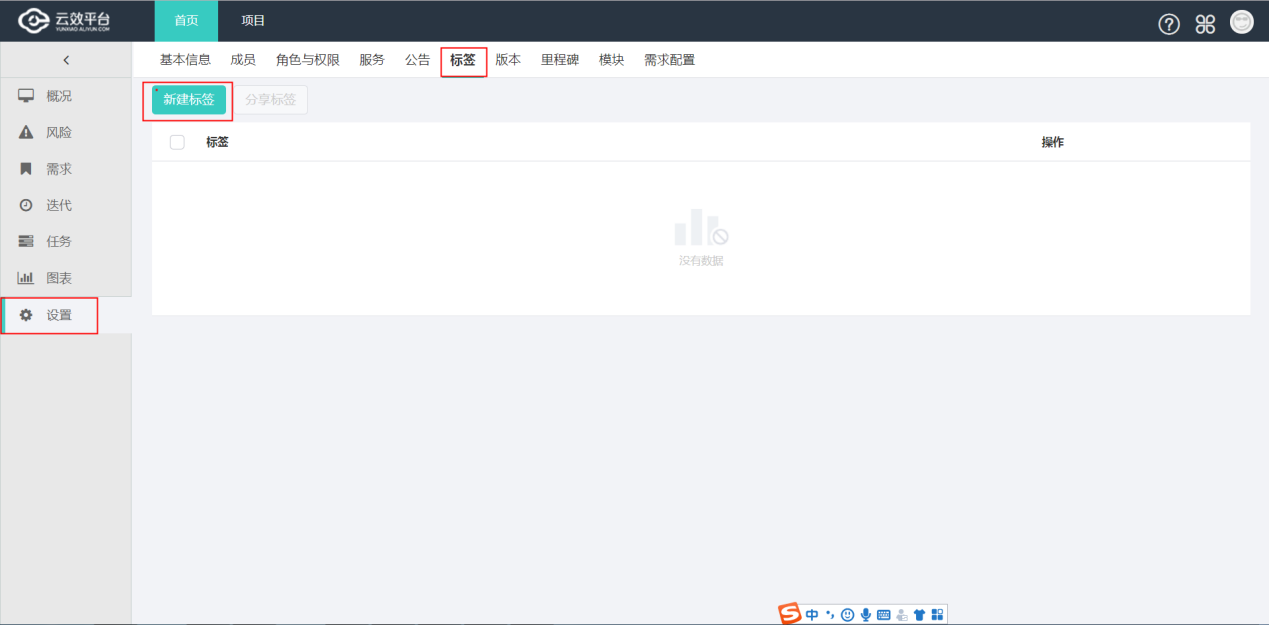 云效平台
YUNXIAO.ALIYUN.COM
首页 项目
基本信息 成员 角色与权限 服务 公告 标签 版本 里程碑 模块 需求配置
新建标签 分享标签
标签 操作
没有数据
概况
风险
需求
迭代
任务
图表
设置
S 中